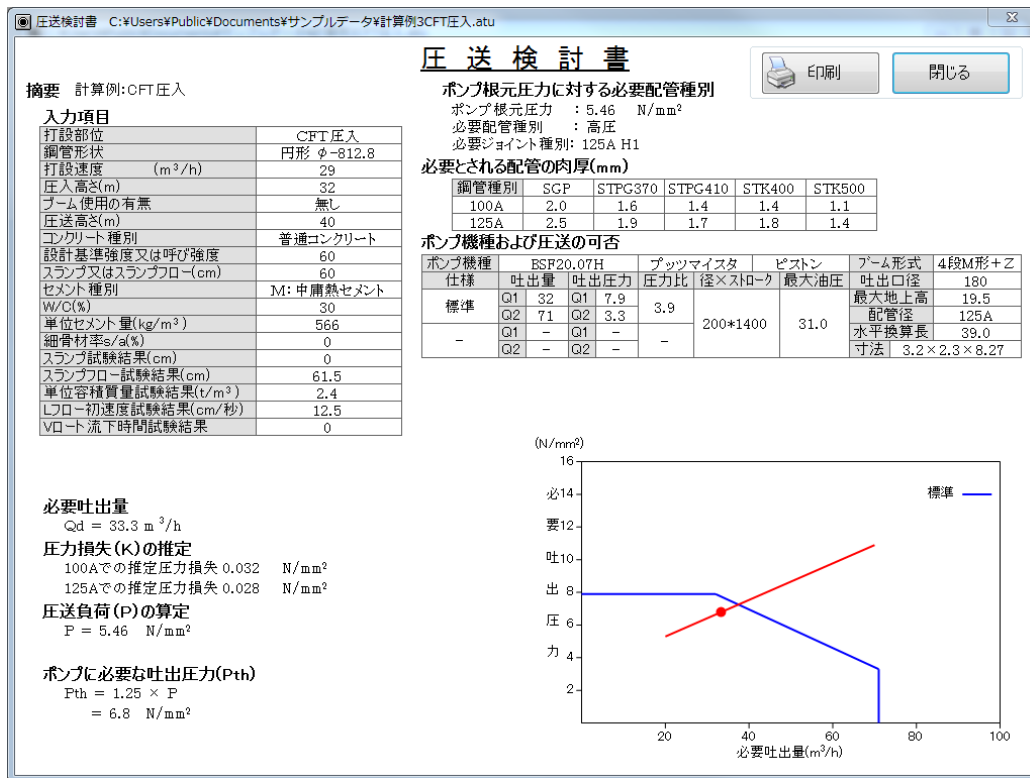 圧送検討書 C:¥Users¥Public¥Documents¥サンプルデータ¥計算例3CFT圧入.atu
圧送検討書
印刷
閉じる
摘要 計算例:CFT圧入
入力項目
打設部位 CFT圧入
鋼管形状 円形 φ-812.8
打設速度 (m³/h) 29
圧入高さ(m) 32
ブーム使用の有無 無し
圧送高さ(m) 40
コンクリート種別 普通コンクリート
設計基準強度又は呼び強度 60
スランプ又はスランプフロー(cm) 60
セメント種別 M:中庸熱セメント
W/C(%) 30
単位セメント量(kg/m³) 566
細骨材率s/a(%) 0
スランプ試験結果(cm) 0
スランプフロー試験結果(cm) 61.5
単位容積質量試験結果(t/m³) 2.4
Lフロー初速度試験結果(cm/秒) 12.5
Vロート流下時間試験結果 0
必要吐出量
Qd = 33.3 m³/h
圧力損失(K)の推定
100Aでの推定圧力損失 0.032 N/mm²
125Aでの推定圧力損失 0.028 N/mm²
圧送負荷(P)の算定
P = 5.46 N/mm²
ポンプに必要な吐出圧力(Pth)
Pth = 1.25 × P
= 6.8 N/mm²
ポンプ根元圧力に対する必要配管種別
ポンプ根元圧力 : 5.46 N/mm²
必要配管種別 : 高圧
必要ジョイント種別: 125A H1
必要とされる配管の肉厚(mm)
鋼管種別 SGP STPG370 STPG410 STK400 STK500
100A 2.0 1.6 1.4 1.4 1.1
125A 2.5 1.9 1.7 1.8 1.4
ポンプ機種および圧送の可否
ポンプ機種 BSF20.07H プッツマイスタ ピストン ブーム形式 4段M形+Z
仕様 吐出量 吐出圧力 圧力比 径×ストローク 最大油圧 吐出口径 180
標準 Q1 32 Q1 7.9 3.9 200*1400 31.0 最大地上高 19.5
Q2 71 Q2 3.3 配管径 125A
- Q1 - Q1 - - 水平換算長 39.0
Q2 - Q2 - 寸法 3.2×2.3×8.27
(N/mm²)
必要吐出圧力
16
14
12
10
8
6
4
2
標準
20 40 60 80 100
必要吐出量(m³/h)